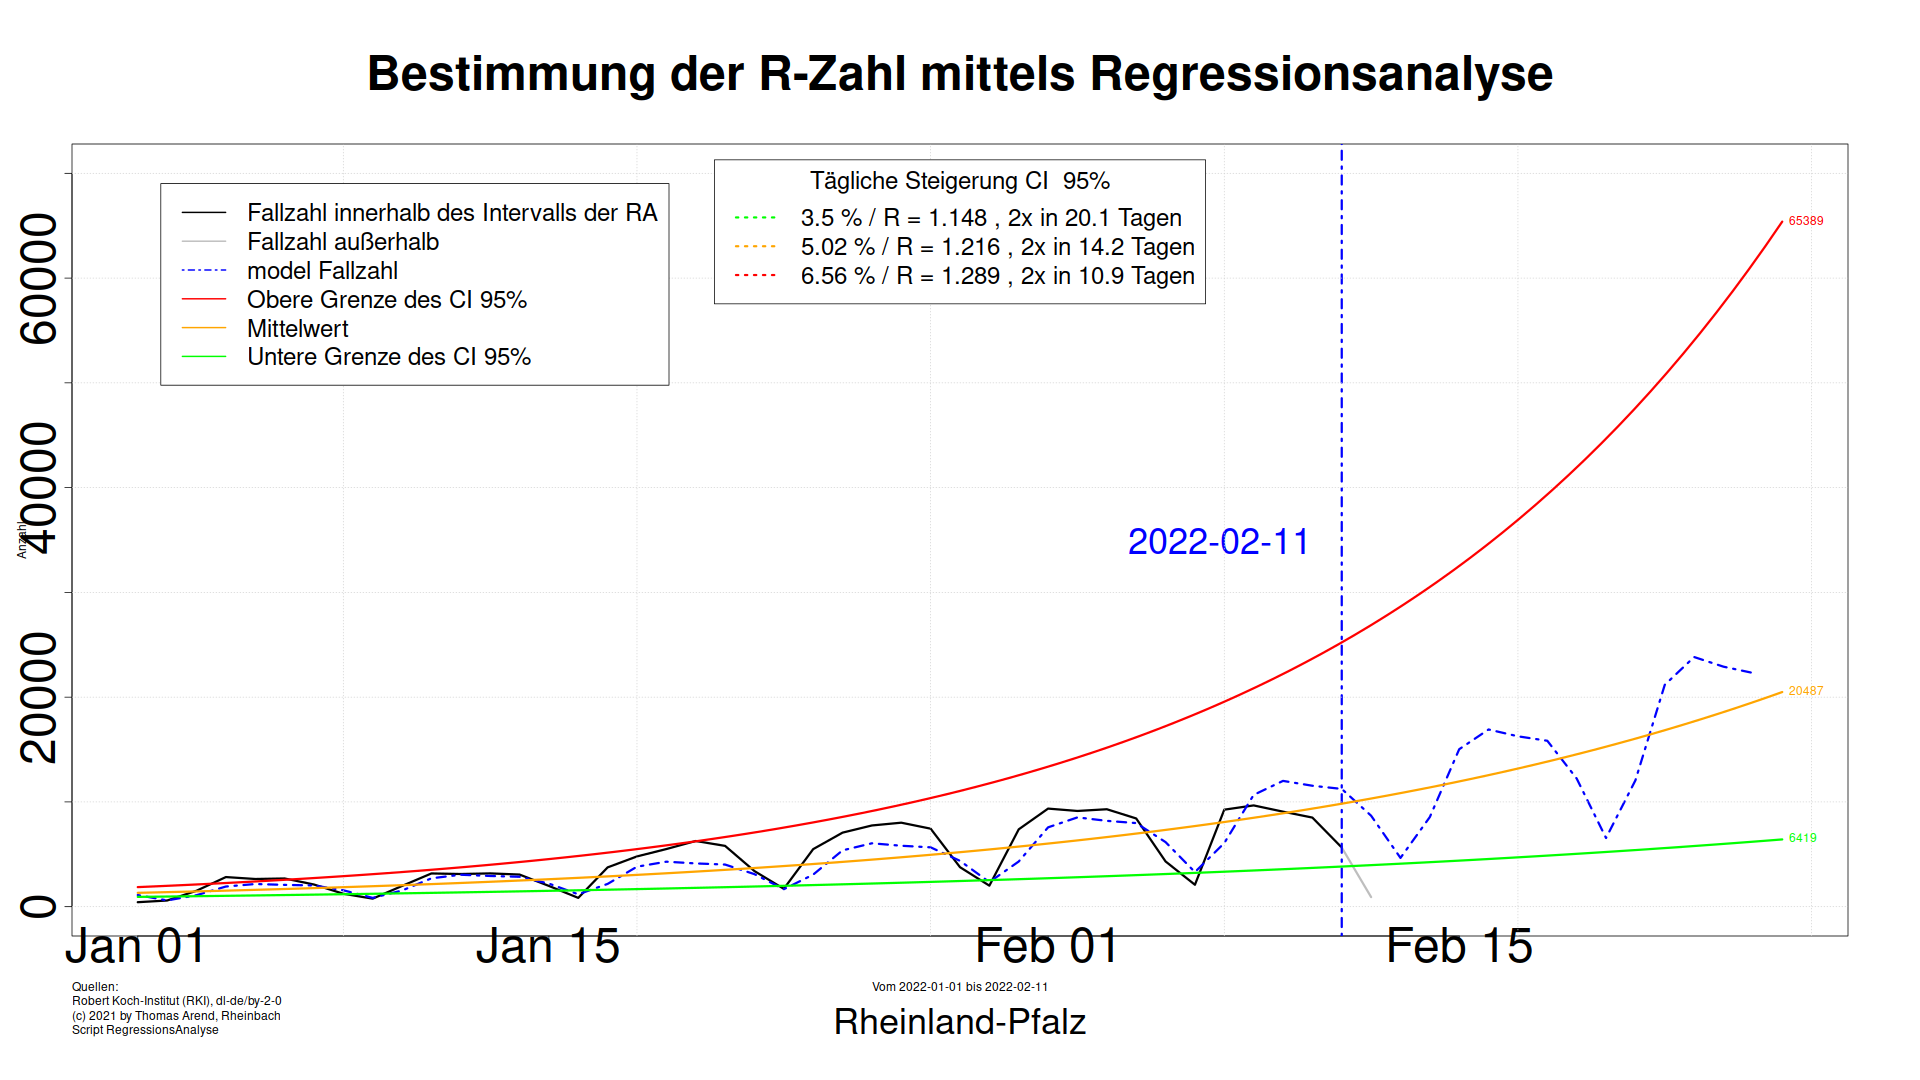 Bestimmung der R-Zahl mittels Regressionsanalyse
Fallzahl innerhalb des Intervalls der RA
Fallzahl außerhalb
model Fallzahl
Obere Grenze des CI 95%
Mittelwert
Untere Grenze des CI 95%
Tägliche Steigerung CI  95%
3.5 % / R = 1.148 , 2x in 20.1 Tagen
5.02 % / R = 1.216 , 2x in 14.2 Tagen
6.56 % / R = 1.289 , 2x in 10.9 Tagen
65389
20487
6419
2022-02-11
Anzahl
60000
40000
20000
0
Jan 01
Jan 15
Feb 01
Feb 15
Quellen:
Robert Koch-Institut (RKI), dl-de/by-2-0
(c) 2021 by Thomas Arend, Rheinbach
Script RegressionsAnalyse
Vom 2022-01-01 bis 2022-02-11
Rheinland-Pfalz